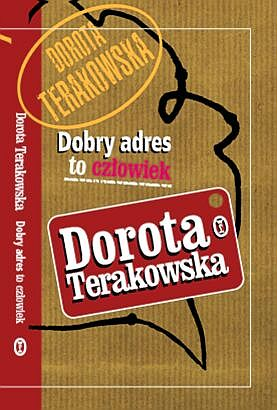 DOROTA
TERAKOWSKA
Dobry adres
to człowiek
Dorota
Terakowska
Dorota Terakowska Dobry adres to człowiek